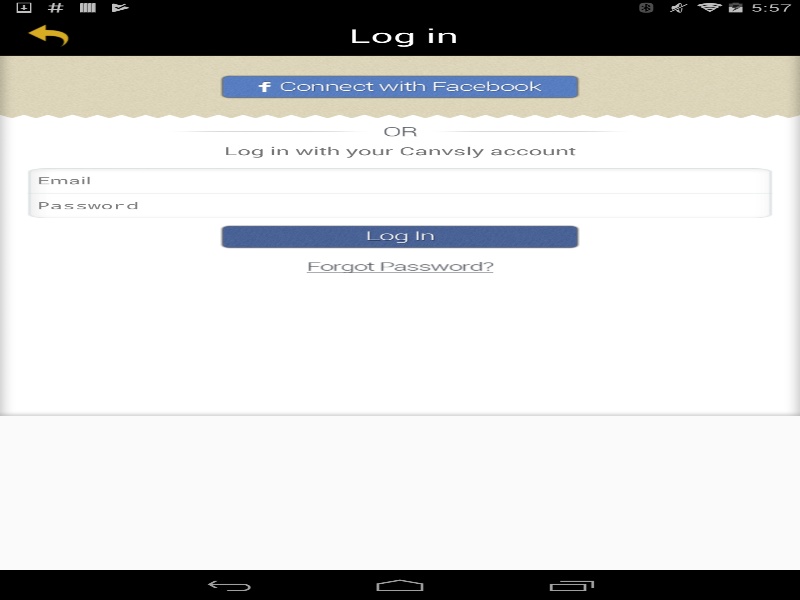 5:57
Log in
f Connect with Facebook
OR
Log in with your Canvsly account
Email
Password
Log In
Forgot Password?